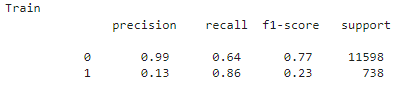 Train
precision recall f1-score support
0 0.99 0.64 0.77 11598
1 0.13 0.86 0.23 738